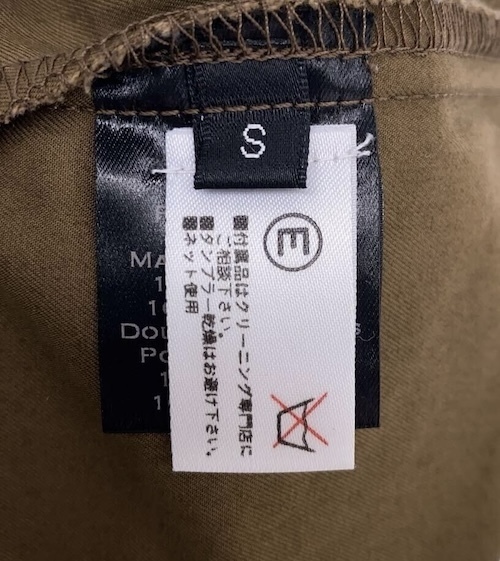 S
MA
1
1
DOU S
PO
1
1
Ⓔ
※付属品はクリーニング専門店に
ご相談下さい。
※タンブラー乾燥はお避け下さい。
※ネット使用